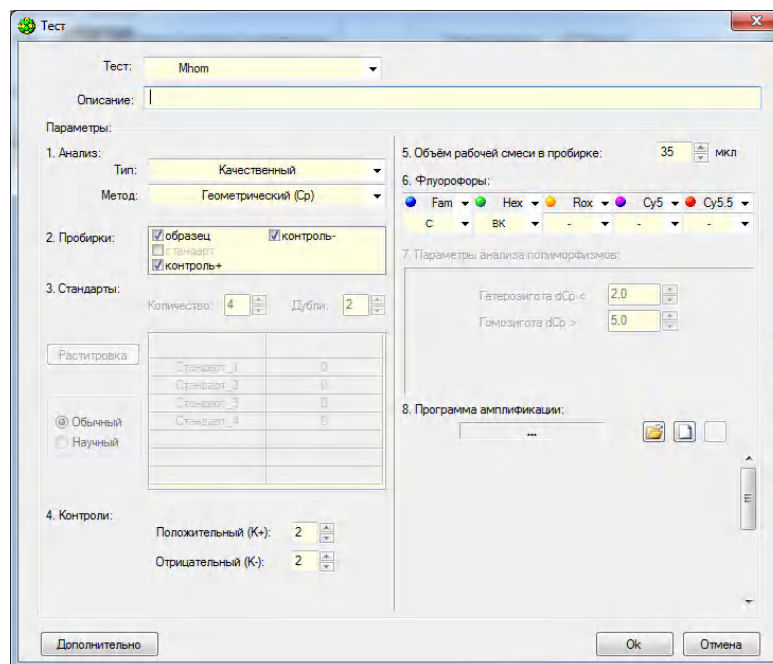 Тест
Тест: Mhom
Описание:
Параметры:
1. Анализ:
Тип: Качественный
Метод: Геометрический (Cp)
2. Пробирки:
образец контроль-
стандарт
контроль+
3. Стандарты:
Количество: 4 Дубли: 2
Раститровка
Стандарт_1 0
Стандарт_2 0
Стандарт_3 0
Стандарт_4 0
Обычный
Научный
4. Контроли:
Положительный (К+): 2
Отрицательный (К-): 2
5. Объём рабочей смеси в пробирке: 35 мкл
6. Флуорофоры:
Fam Hex Rox Cy5 Cy5.5
С ВК - - -
7. Параметры анализа полиморфизмов:
Гетерозигота dCp < 2,0
Гомозигота dCp > 5,0
8. Программа амплификации:
...
Дополнительно
Ok Отмена